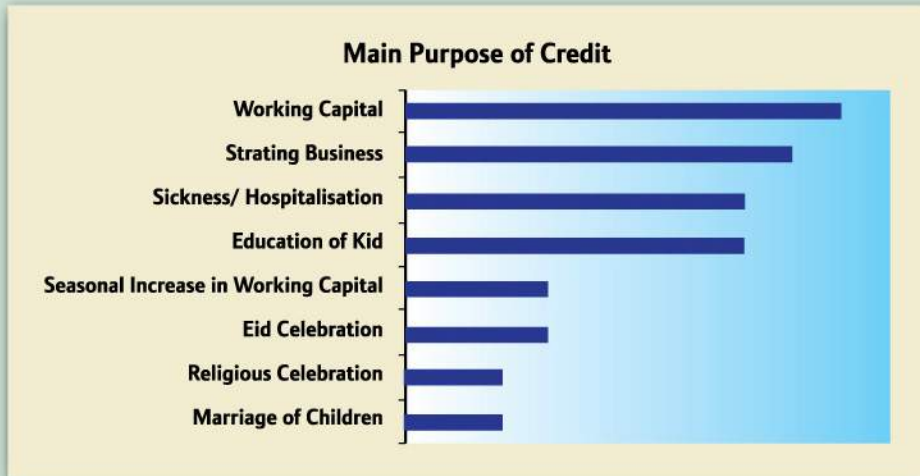 Main Purpose of Credit
Working Capital
Strating Business
Sickness/ Hospitalisation
Education of Kid
Seasonal Increase in Working Capital
Eid Celebration
Religious Celebration
Marriage of Children